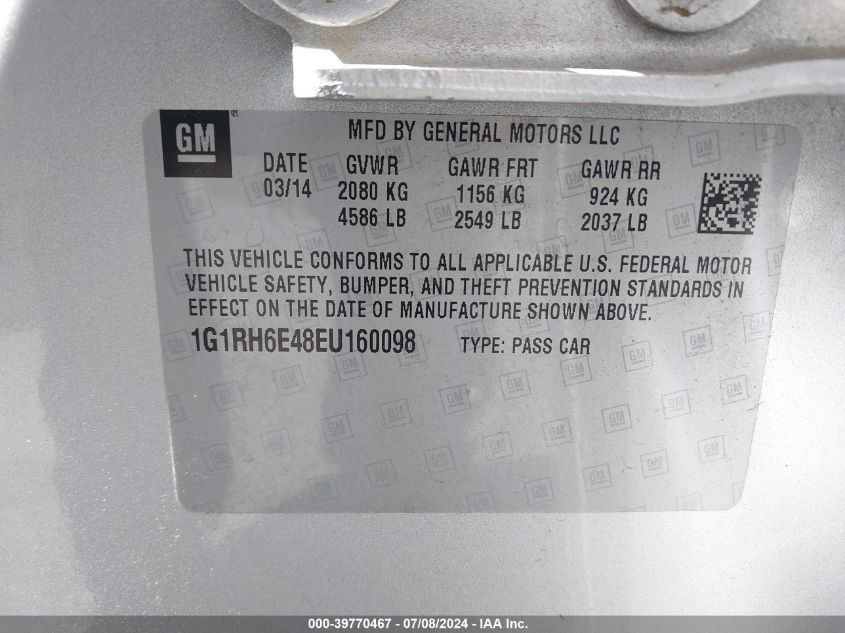 GM ®
MFD BY GENERAL MOTORS LLC
DATE GVWR GAWR FRT GAWR RR
03/14 2080 KG 1156 KG 924 KG
4586 LB 2549 LB 2037 LB
THIS VEHICLE CONFORMS TO ALL APPLICABLE U.S. FEDERAL MOTOR
VEHICLE SAFETY, BUMPER, AND THEFT PREVENTION STANDARDS IN
EFFECT ON THE DATE OF MANUFACTURE SHOWN ABOVE.
1G1RH6E48EU160098 TYPE: PASS CAR
000-39770467 - 07/08/2024 - IAA Inc.